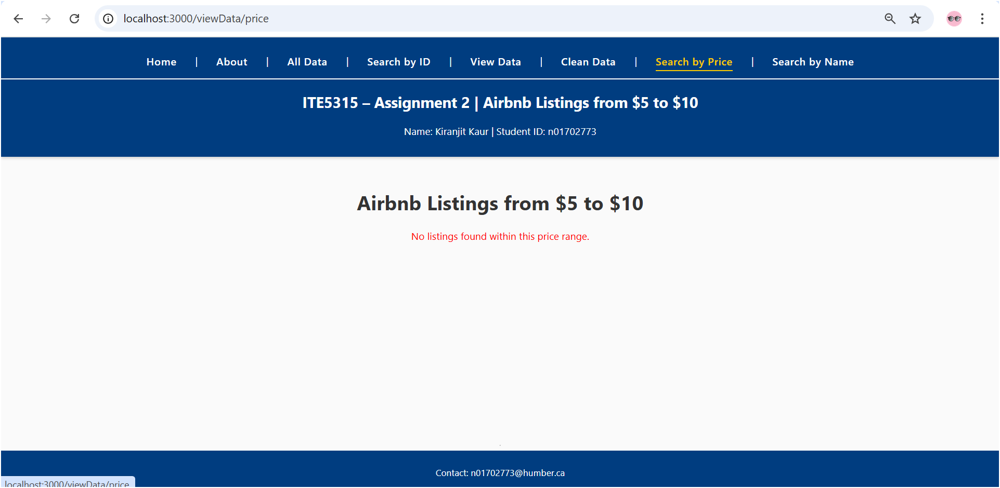 localhost:3000/viewData/price
Home | About | All Data | Search by ID | View Data | Clean Data | Search by Price | Search by Name
ITE5315 – Assignment 2 | Airbnb Listings from $5 to $10
Name: Kiranjit Kaur | Student ID: n01702773
Airbnb Listings from $5 to $10
No listings found within this price range.
Contact: n01702773@humber.ca
localhost:3000/viewData/price